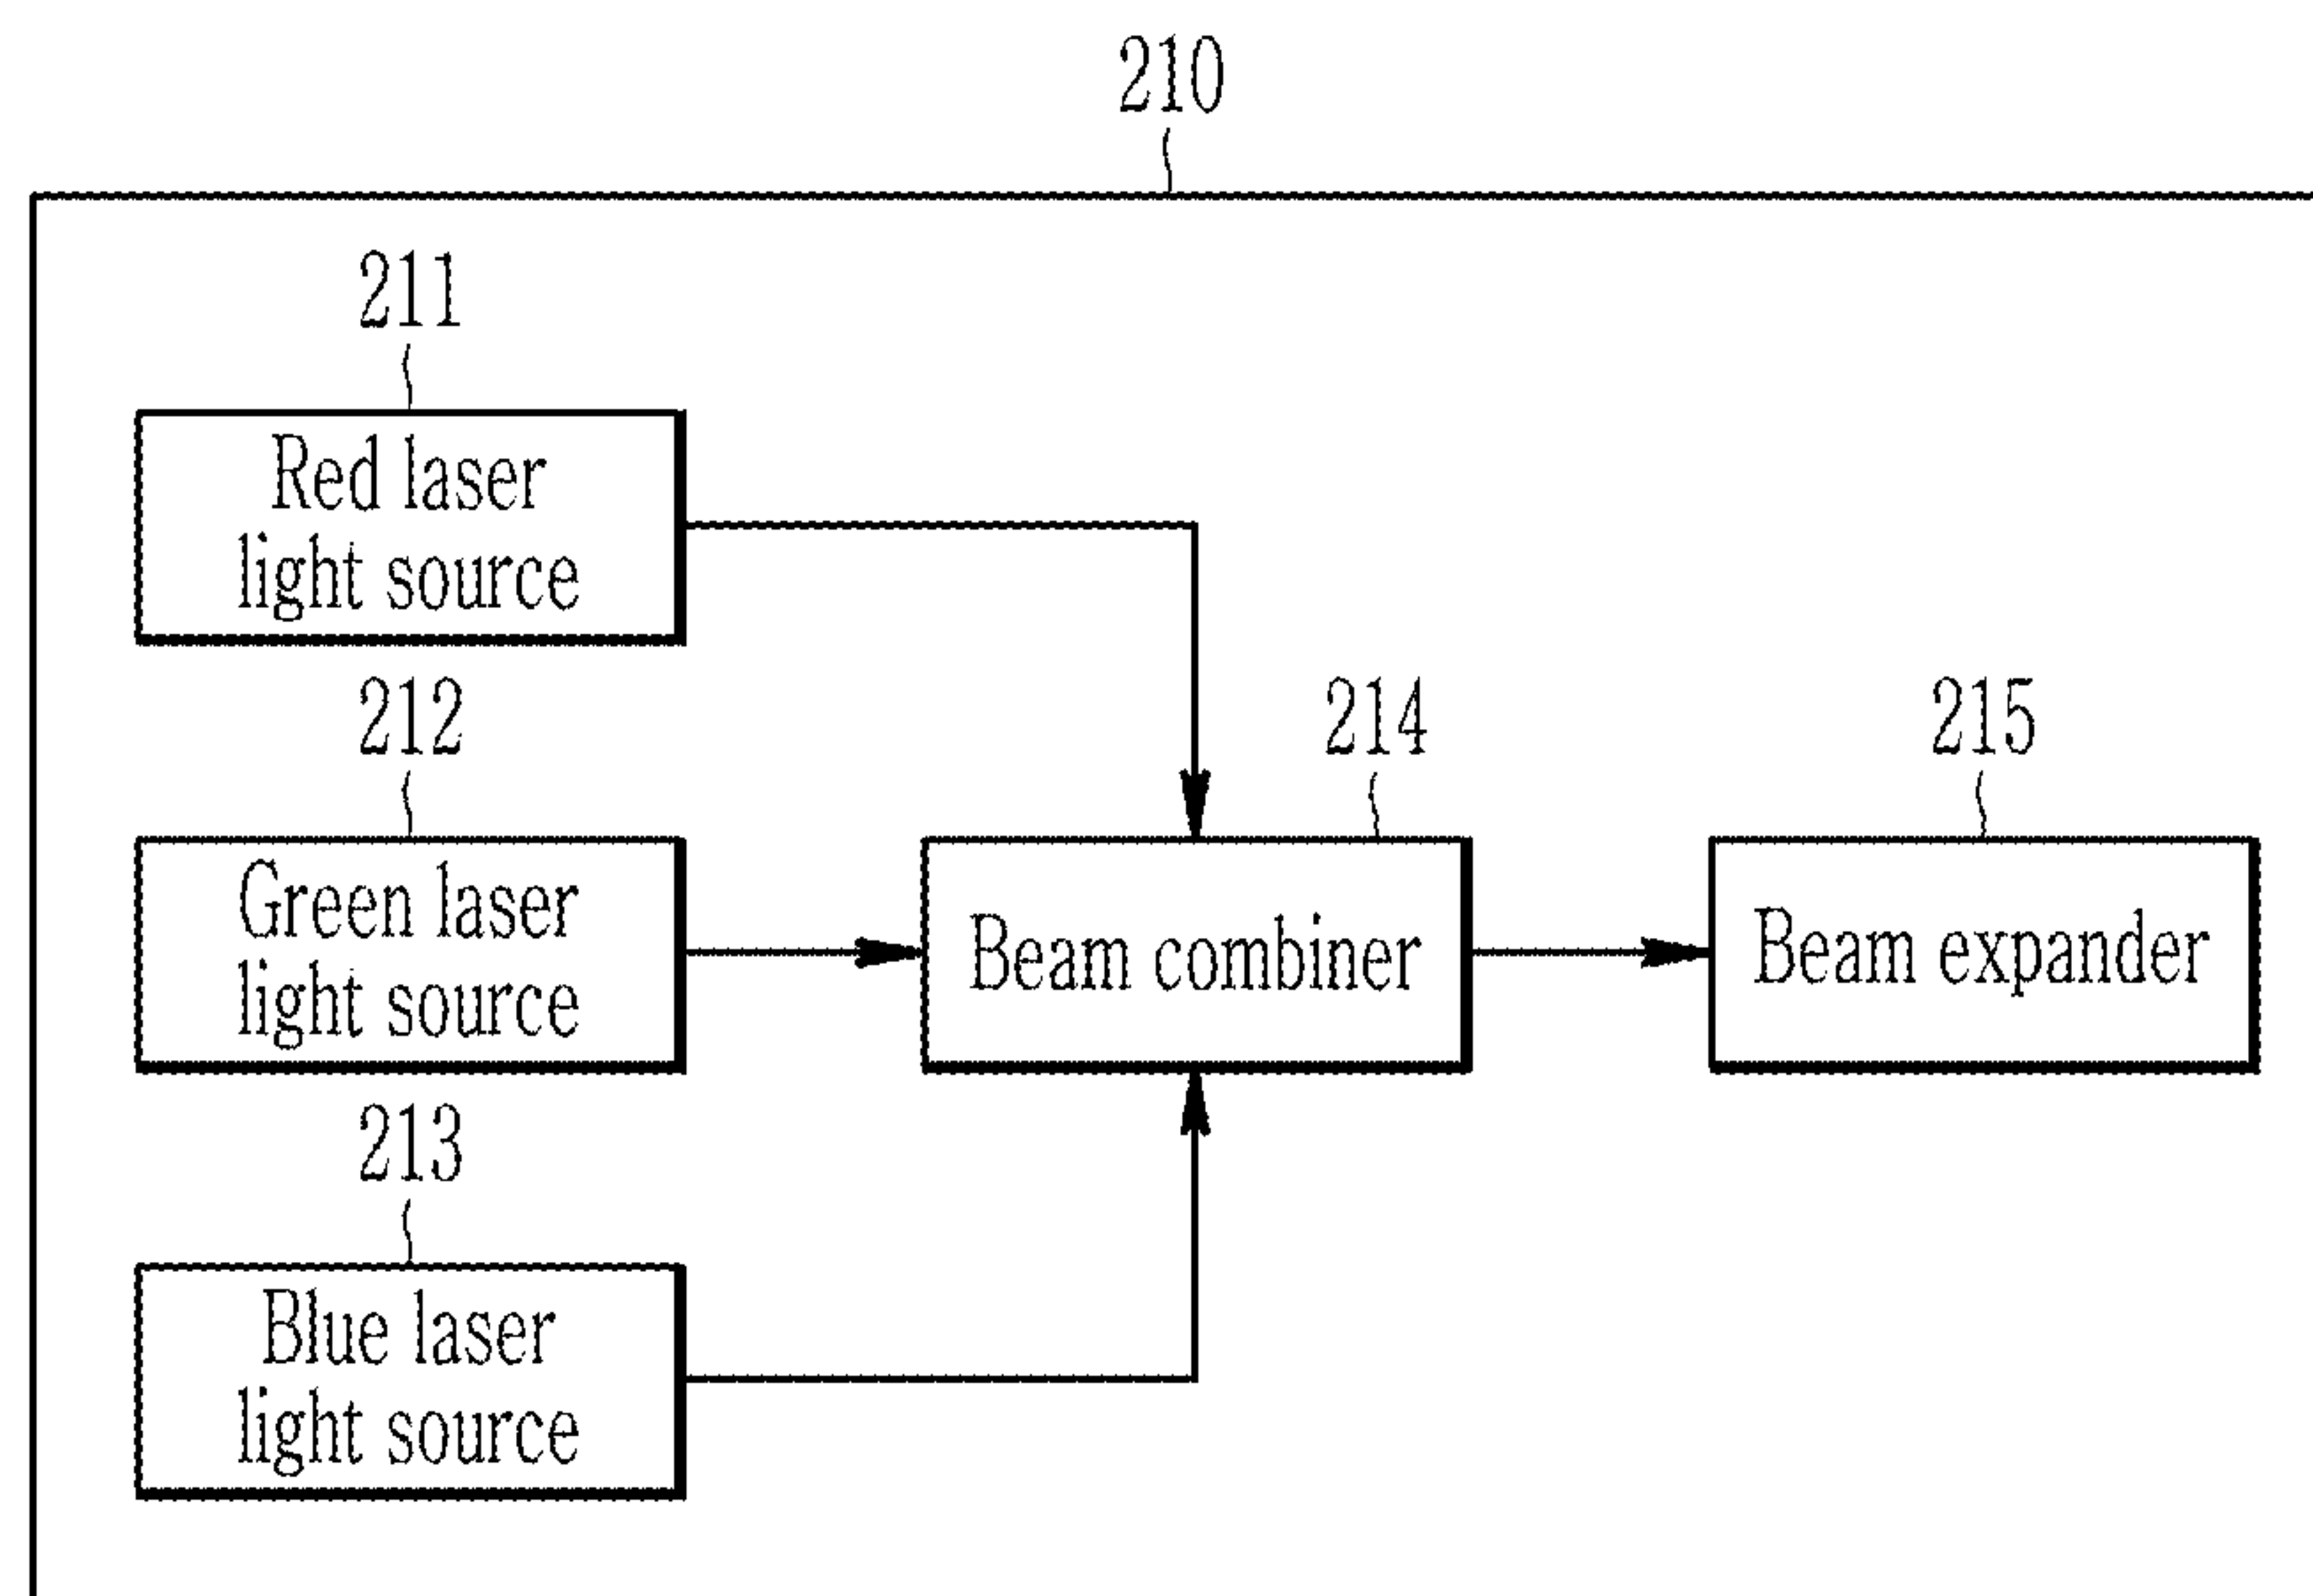 210
211
Red laser
light source
212
Green laser
light source
214
Beam combiner
215
Beam expander
213
Blue laser
light source